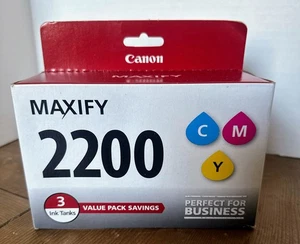 Canon
MAXIFY
2200
C M
Y
3
Ink Tanks
VALUE PACK SAVINGS
PERFECT FOR
BUSINESS